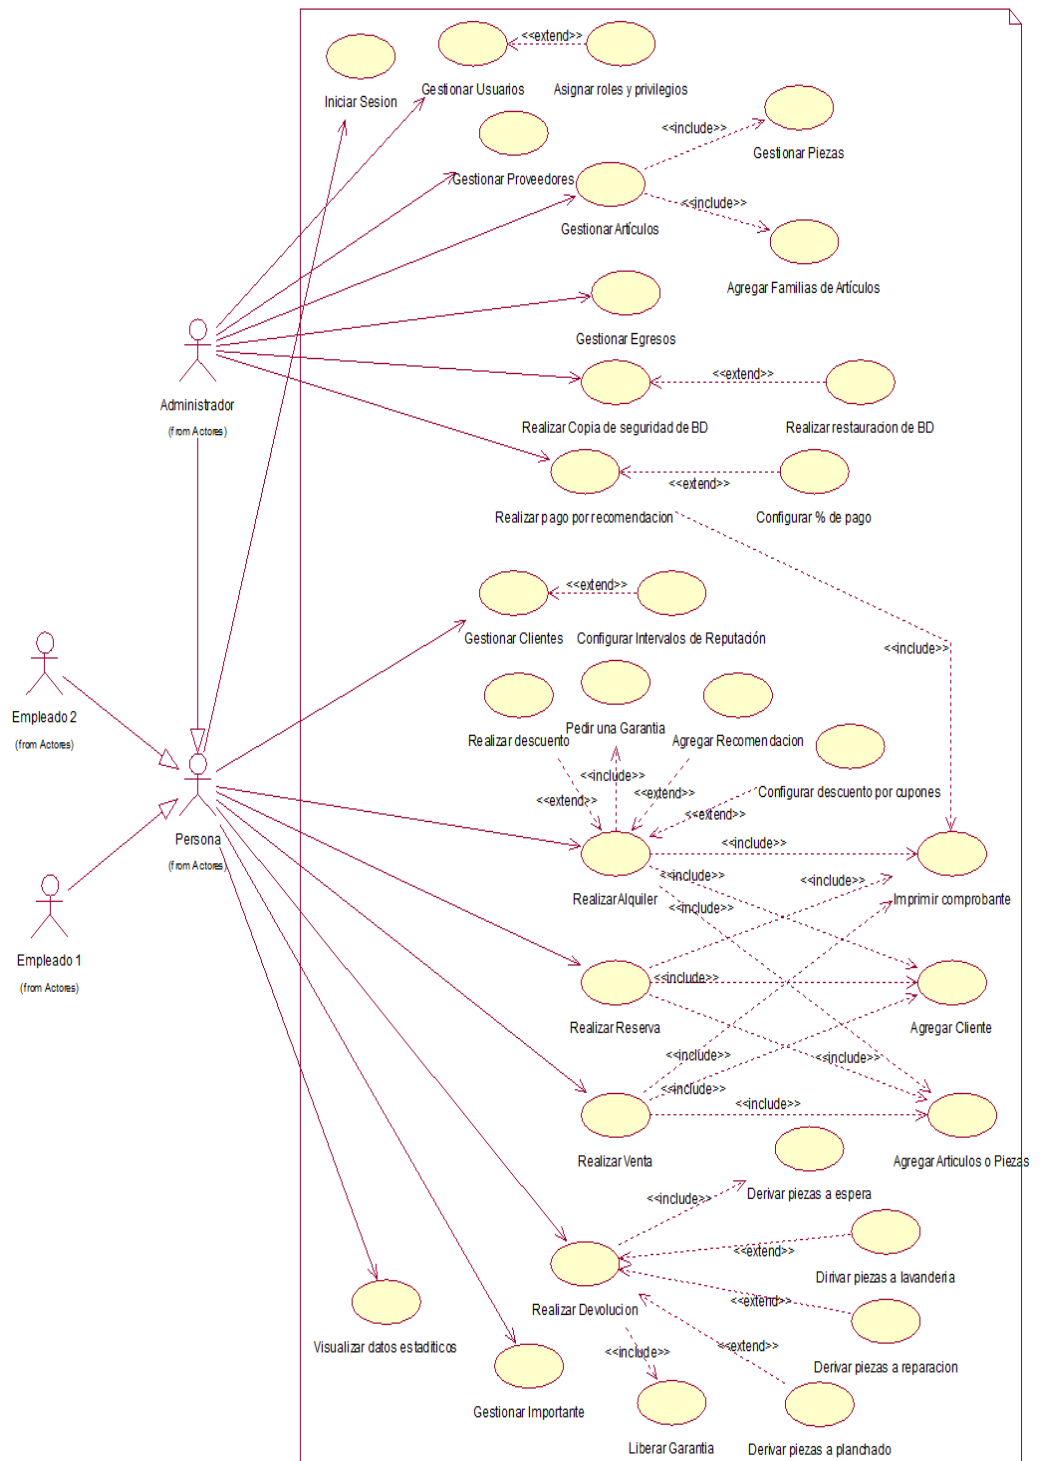 Iniciar Sesion
Gestionar Usuarios
<<extend>>
Asignar roles y privilegios
Gestionar Proveedores
<<include>>
Gestionar Piezas
Gestionar Artículos
<<include>>
Agregar Familias de Artículos
Gestionar Egresos
Administrador
(from Actores)
Realizar Copia de seguridad de BD
<<extend>>
Realizar restauracion de BD
Realizar pago por recomendacion
<<extend>>
Configurar % de pago
<<include>>
Gestionar Clientes
<<extend>>
Configurar Intervalos de Reputación
Empleado 2
(from Actores)
Realizar descuento
Pedir una Garantia
Agregar Recomendacion
Configurar descuento por cupones
<<extend>>
<<include>>
<<extend>>
<<extend>>
Persona
(from Actores)
Realizar Alquiler
<<include>>
<<include>>
<<include>>
<<include>>
Imprimir comprobante
Empleado 1
(from Actores)
Realizar Reserva
<<include>>
Agregar Cliente
<<include>>
<<include>>
<<include>>
<<include>>
Realizar Venta
Agregar Articulos o Piezas
<<include>>
Derivar piezas a espera
Realizar Devolucion
<<extend>>
Dirivar piezas a lavanderia
<<extend>>
Derivar piezas a reparacion
<<extend>>
Derivar piezas a planchado
<<include>>
Liberar Garantia
Visualizar datos estadíticos
Gestionar Importante